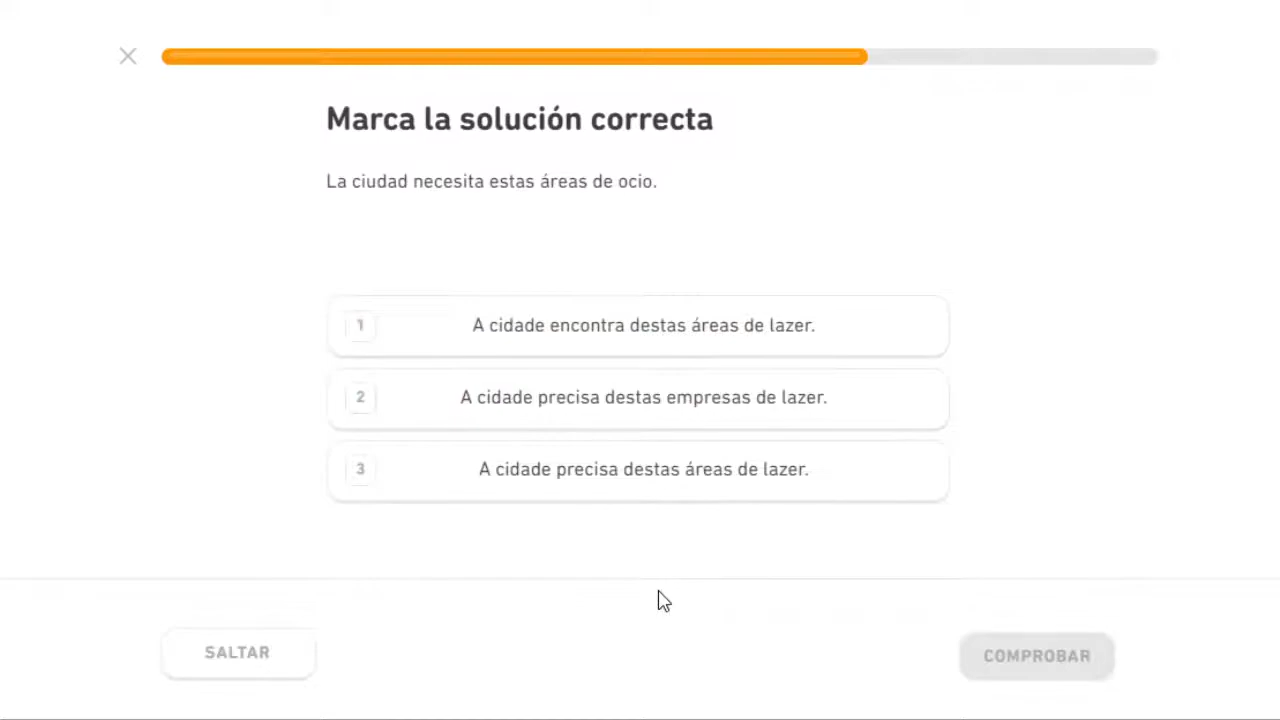 Marca la solución correcta
La ciudad necesita estas áreas de ocio.
1 A cidade encontra destas áreas de lazer.
2 A cidade precisa destas empresas de lazer.
3 A cidade precisa destas áreas de lazer.
SALTAR
COMPROBAR